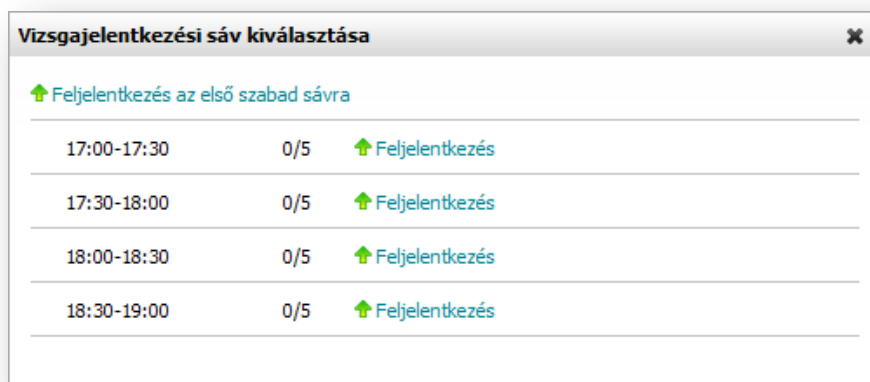 Vizsgajelentkezési sáv kiválasztása
Feljelentkezés az első szabad sávra
17:00-17:30 0/5 Feljelentkezés
17:30-18:00 0/5 Feljelentkezés
18:00-18:30 0/5 Feljelentkezés
18:30-19:00 0/5 Feljelentkezés